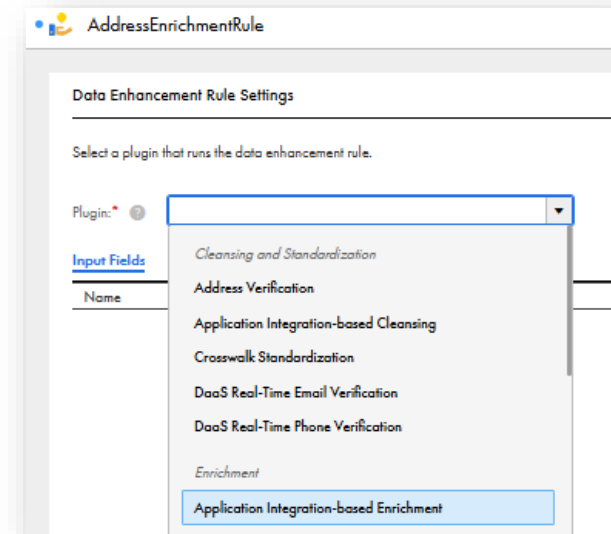 AddressEnrichmentRule
Data Enhancement Rule Settings
Select a plugin that runs the data enhancement rule.
Plugin:* ?
Input Fields
Name
Cleansing and Standardization
Address Verification
Application Integration-based Cleansing
Crosswalk Standardization
DaaS Real-Time Email Verification
DaaS Real-Time Phone Verification
Enrichment
Application Integration-based Enrichment